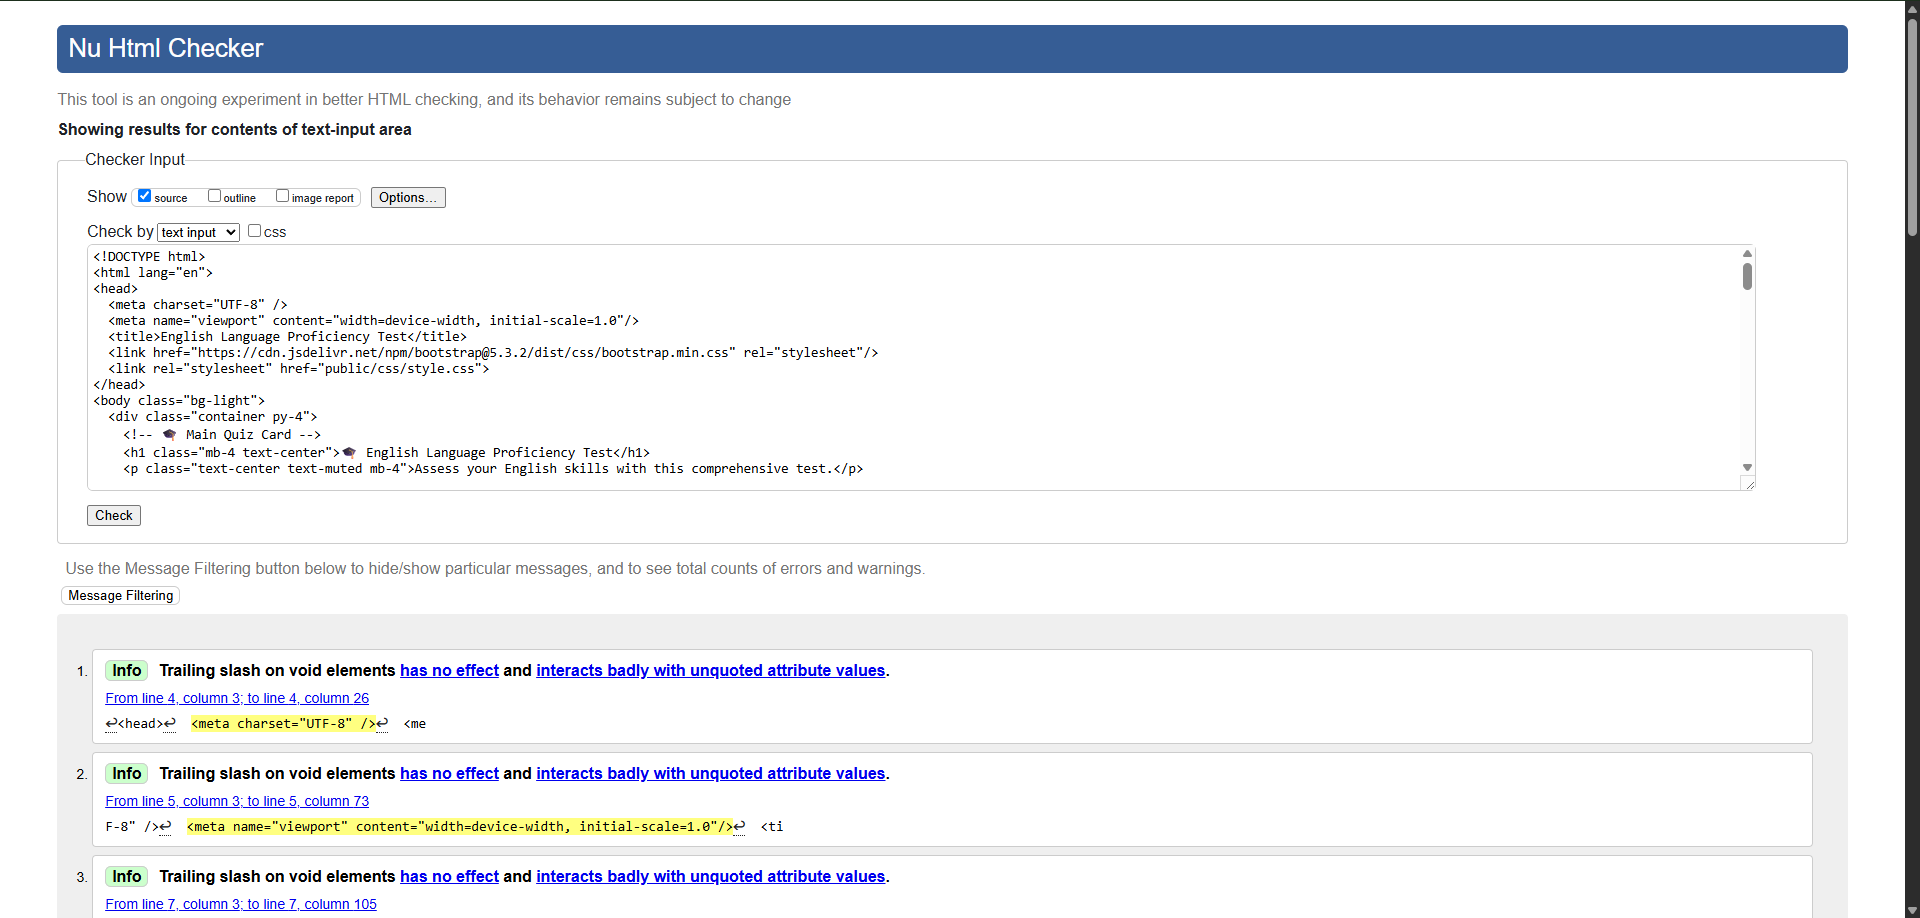 Nu Html Checker
This tool is an ongoing experiment in better HTML checking, and its behavior remains subject to change
Showing results for contents of text-input area
Checker Input
Show source outline image report Options...
Check by text input css
<!DOCTYPE html>
<html lang="en">
<head>
  <meta charset="UTF-8" />
  <meta name="viewport" content="width=device-width, initial-scale=1.0"/>
  <title>English Language Proficiency Test</title>
  <link href="https://cdn.jsdelivr.net/npm/bootstrap@5.3.2/dist/css/bootstrap.min.css" rel="stylesheet"/>
  <link rel="stylesheet" href="public/css/style.css">
</head>
<body class="bg-light">
  <div class="container py-4">
    <!-- 🎓 Main Quiz Card -->
    <h1 class="mb-4 text-center">🎓 English Language Proficiency Test</h1>
    <p class="text-center text-muted mb-4">Assess your English skills with this comprehensive test.</p>
Check
Use the Message Filtering button below to hide/show particular messages, and to see total counts of errors and warnings.
Message Filtering
1. Info Trailing slash on void elements has no effect and interacts badly with unquoted attribute values.
From line 4, column 3; to line 4, column 26
↩<head>↩  <meta charset="UTF-8" />↩  <me
2. Info Trailing slash on void elements has no effect and interacts badly with unquoted attribute values.
From line 5, column 3; to line 5, column 73
F-8" />↩  <meta name="viewport" content="width=device-width, initial-scale=1.0"/>↩  <ti
3. Info Trailing slash on void elements has no effect and interacts badly with unquoted attribute values.
From line 7, column 3; to line 7, column 105